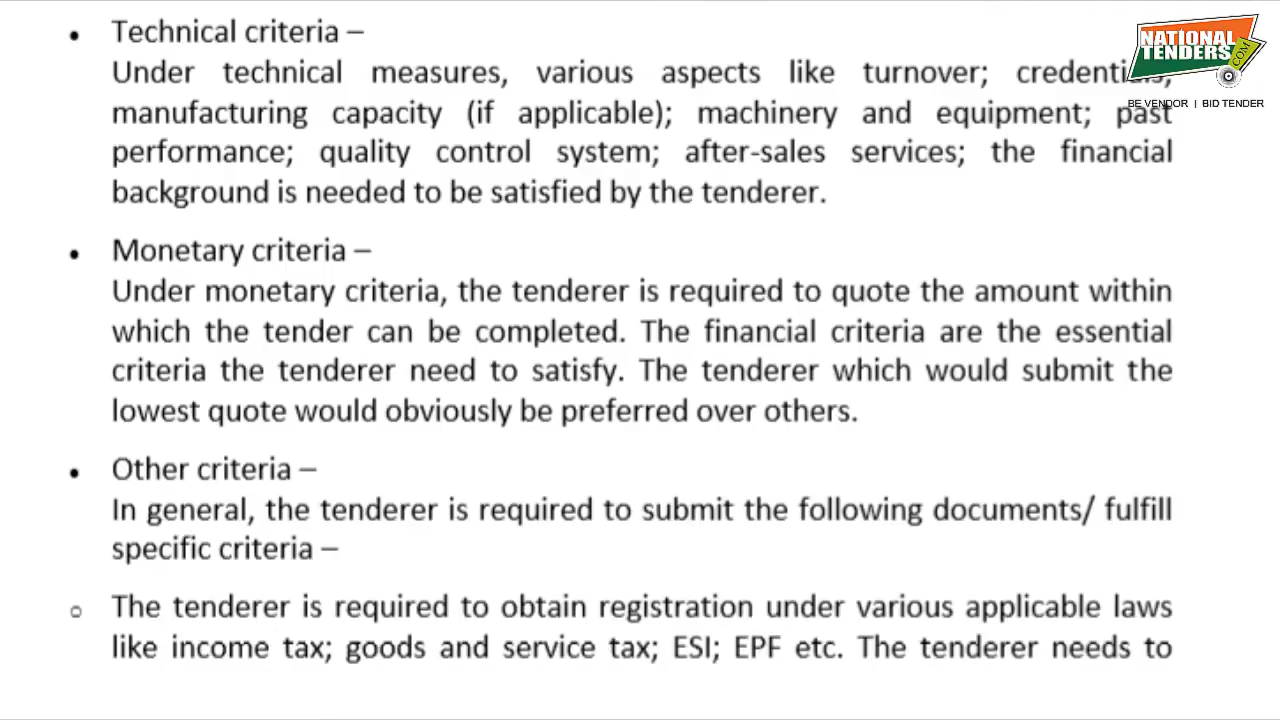 • Technical criteria –
Under technical measures, various aspects like turnover; credentials;
manufacturing capacity (if applicable); machinery and equipment; past
performance; quality control system; after-sales services; the financial
background is needed to be satisfied by the tenderer.
• Monetary criteria –
Under monetary criteria, the tenderer is required to quote the amount within
which the tender can be completed. The financial criteria are the essential
criteria the tenderer need to satisfy. The tenderer which would submit the
lowest quote would obviously be preferred over others.
• Other criteria –
In general, the tenderer is required to submit the following documents/ fulfill
specific criteria –
○ The tenderer is required to obtain registration under various applicable laws
like income tax; goods and service tax; ESI; EPF etc. The tenderer needs to
NATIONAL
TENDERS
.COM
BE VENDOR | BID TENDER